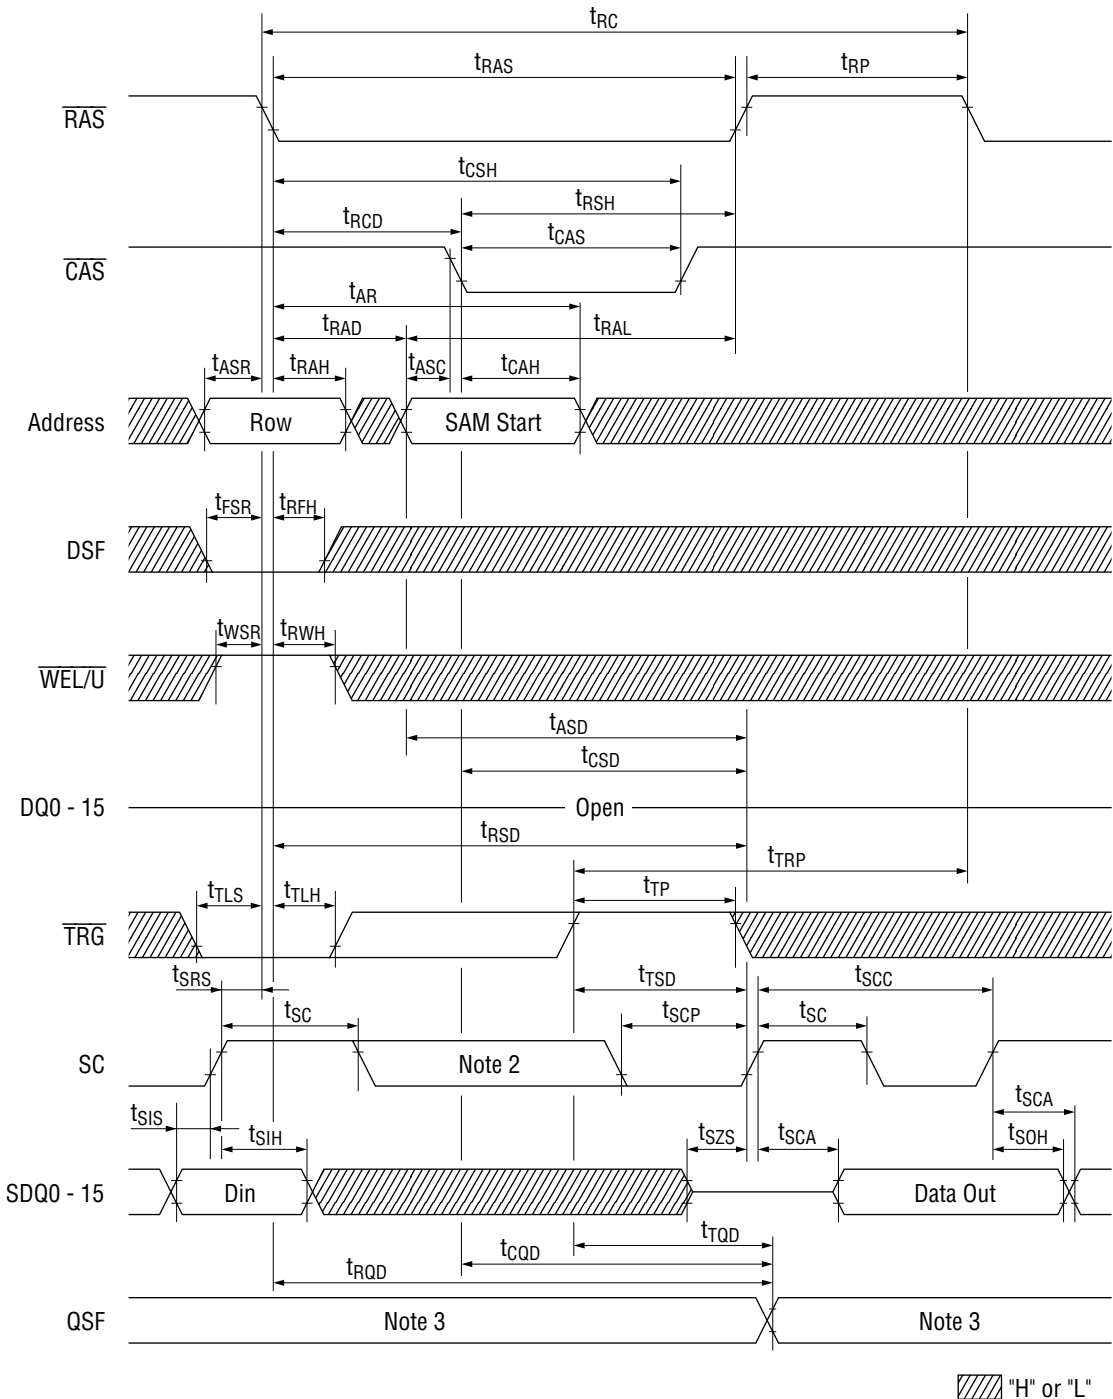 tRC
tRAS
tRP
RAS
tCSH
tRSH
tRCD
tCAS
CAS
tAR
tRAD
tRAL
tASR
tRAH
tASC
tCAH
Address
Row
SAM Start
tFSR
tRFH
DSF
tWSR
tRWH
WEL/U
tASD
tCSD
DQ0 - 15
Open
tRSD
tTRP
tTLS
tTLH
tTP
TRG
tSRS
tTSD
tSCC
tSC
tSCP
tSC
SC
Note 2
tSIS
tSCA
tSIH
tSZS
tSCA
tSOH
SDQ0 - 15
Din
Data Out
tTQD
tCQD
tRQD
QSF
Note 3
Note 3
"H" or "L"